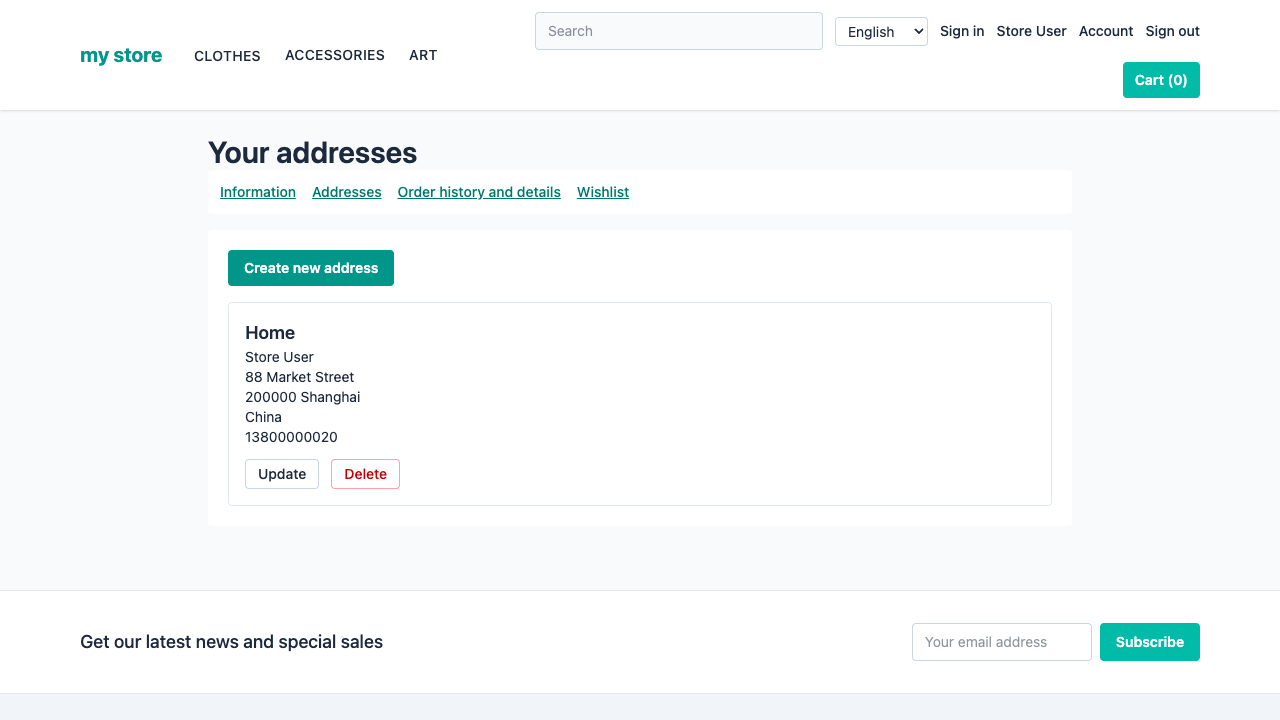 my store
CLOTHES
ACCESSORIES
ART
Search
English
Sign in
Store User
Account
Sign out
Cart (0)
Your addresses
Information
Addresses
Order history and details
Wishlist
Create new address
Home
Store User
88 Market Street
200000 Shanghai
China
13800000020
Update
Delete
Get our latest news and special sales
Your email address
Subscribe